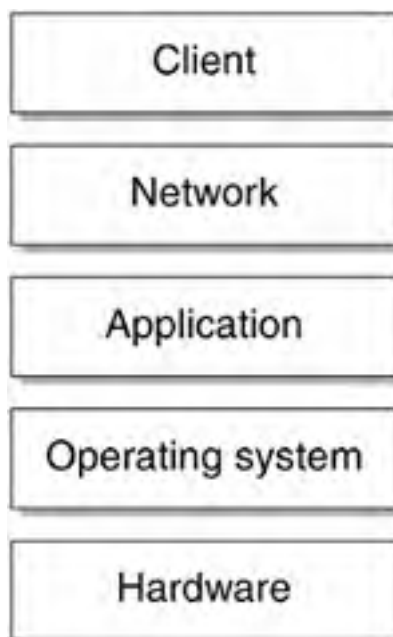 Client
Network
Application
Operating system
Hardware